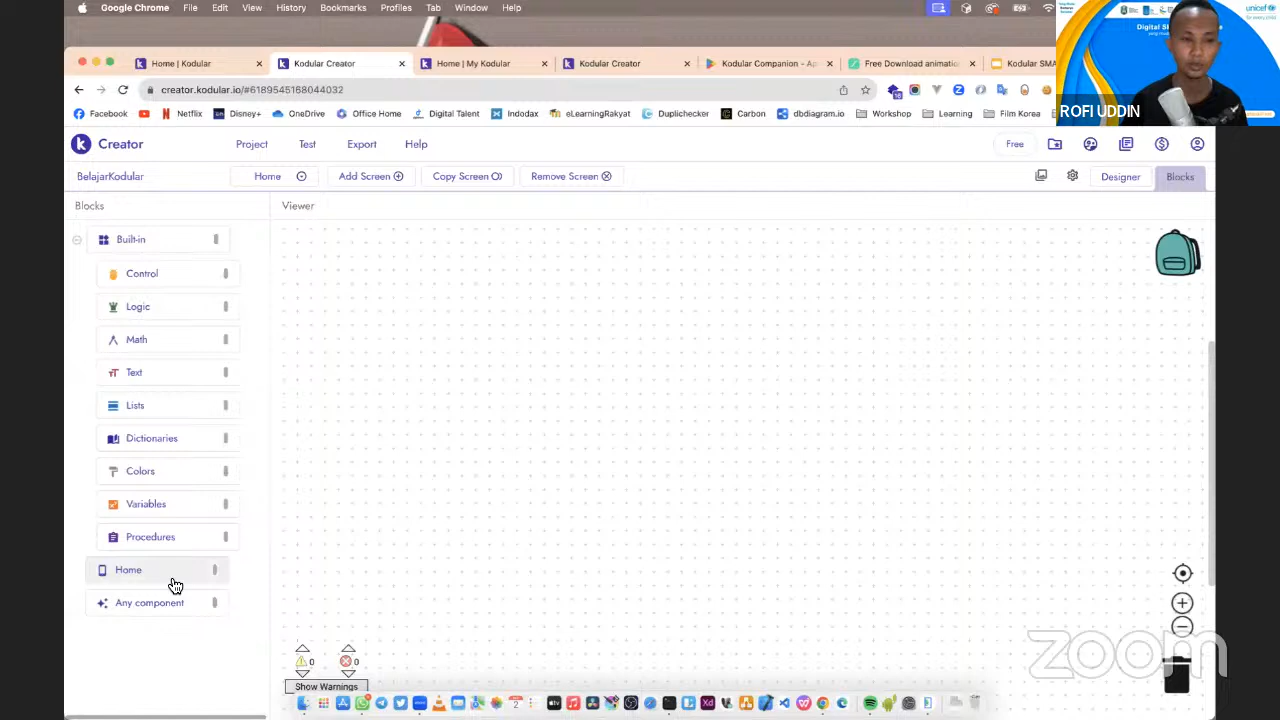 Google Chrome File Edit View History Bookmarks Profiles Tab Window Help
Home | Kodular
Kodular Creator
Home | My Kodular
Kodular Creator
Kodular Companion - Ap
Free Download animatio
Kodular SMA
creator.kodular.io/#6189545168044032
Facebook
Netflix
Disney+
OneDrive
Digital Talent
Indodax
eLearningRakyat
Duplichecker
Carbon
dbdiagram.io
Workshop
Learning
Film Korea
unicef
for every child
ROFI UDDIN
Creator
Project
Test
Export
Help
Free
BelajarKodular
Home
Add Screen
Copy Screen
Remove Screen
Designer
Blocks
Blocks
Viewer
Built-in
Control
Logic
Math
Text
Lists
Dictionaries
Colors
Variables
Procedures
Home
Any component
0
0
Show Warnings
zoom